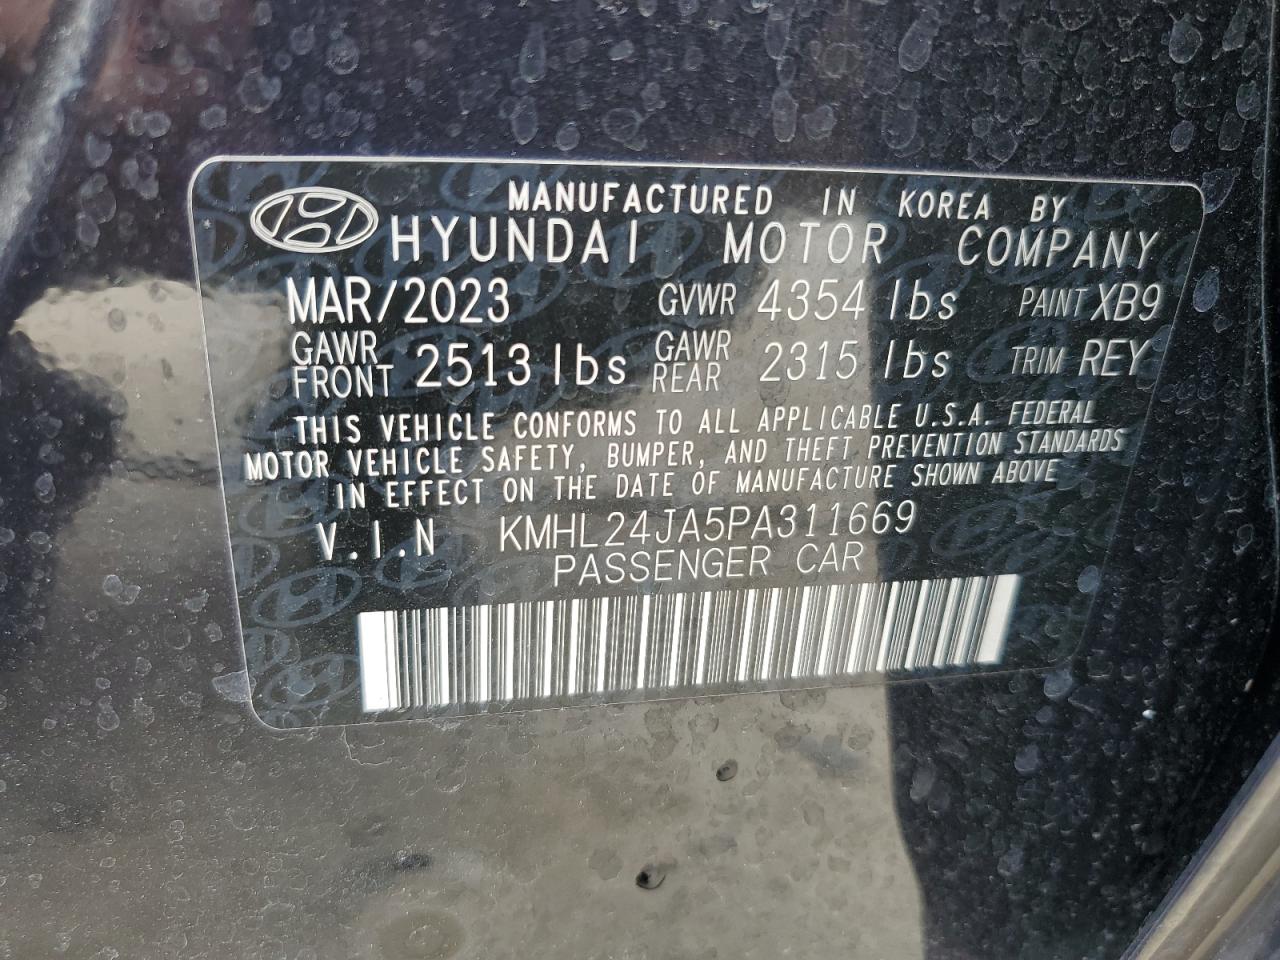 MANUFACTURED IN KOREA BY
HYUNDAI MOTOR COMPANY
MAR/2023 GVWR 4354 lbs PAINT XB9
GAWR FRONT 2513 lbs GAWR REAR 2315 lbs TRIM REY
THIS VEHICLE CONFORMS TO ALL APPLICABLE U.S.A. FEDERAL
MOTOR VEHICLE SAFETY, BUMPER, AND THEFT PREVENTION STANDARDS
IN EFFECT ON THE DATE OF MANUFACTURE SHOWN ABOVE
V.I.N KMHL24JA5PA311669
PASSENGER CAR